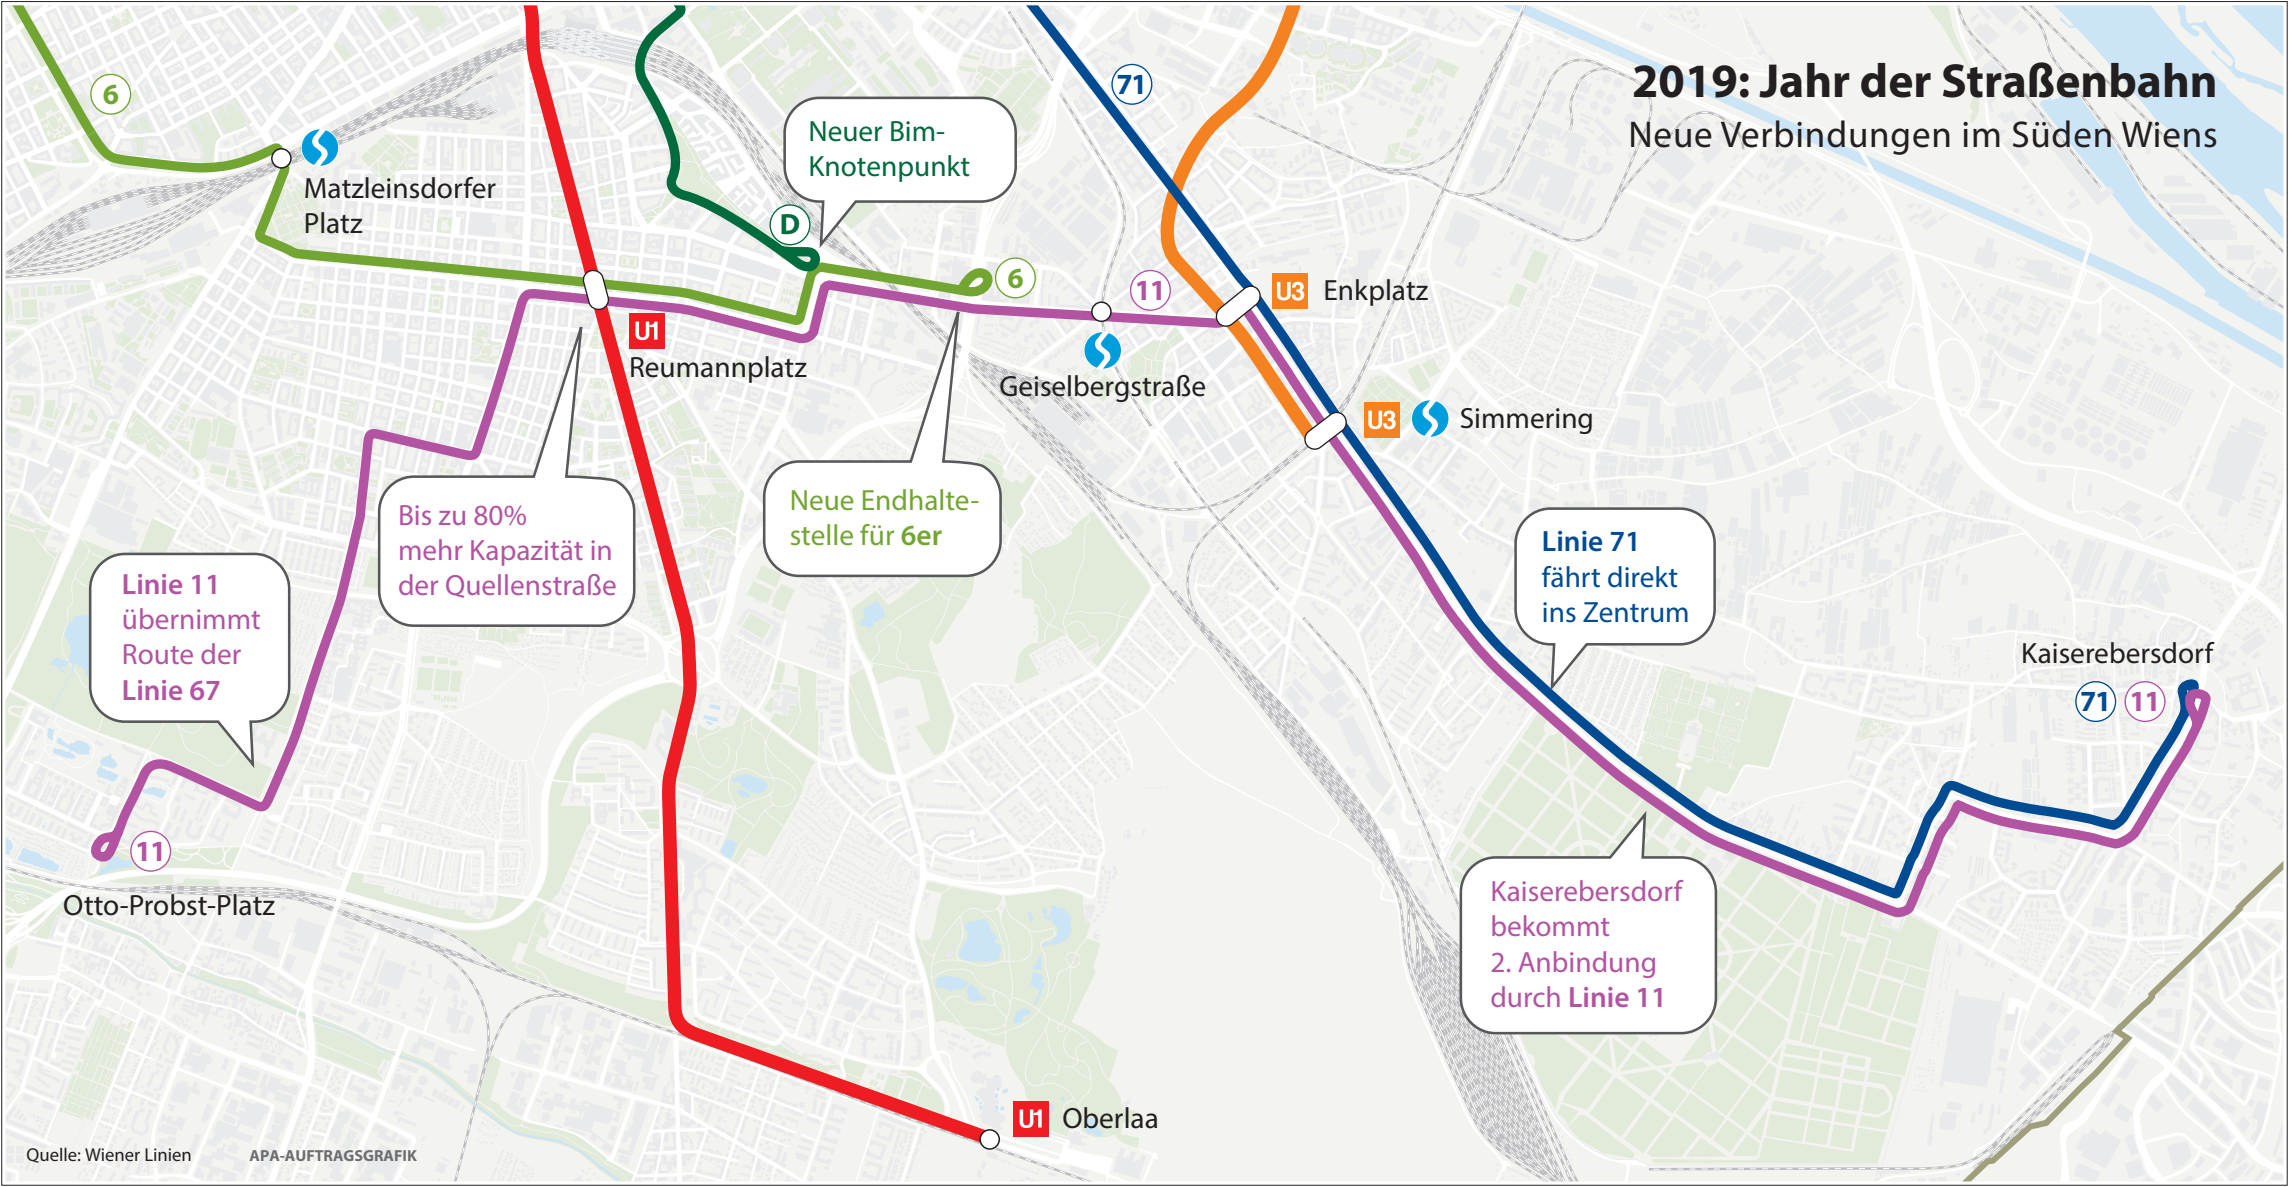 2019: Jahr der Straßenbahn
Neue Verbindungen im Süden Wiens
6
71
Neuer Bim-
Knotenpunkt
Matzleinsdorfer
Platz
D
6
11
U3 Enkplatz
U1
Reumannplatz
Geiselbergstraße
U3 Simmering
Bis zu 80%
mehr Kapazität in
der Quellenstraße
Neue Endhalte-
stelle für 6er
Linie 11
übernimmt
Route der
Linie 67
Linie 71
fährt direkt
ins Zentrum
Kaiserebersdorf
71 11
11
Otto-Probst-Platz
Kaiserebersdorf
bekommt
2. Anbindung
durch Linie 11
U1 Oberlaa
Quelle: Wiener Linien APA-AUFTRAGSGRAFIK